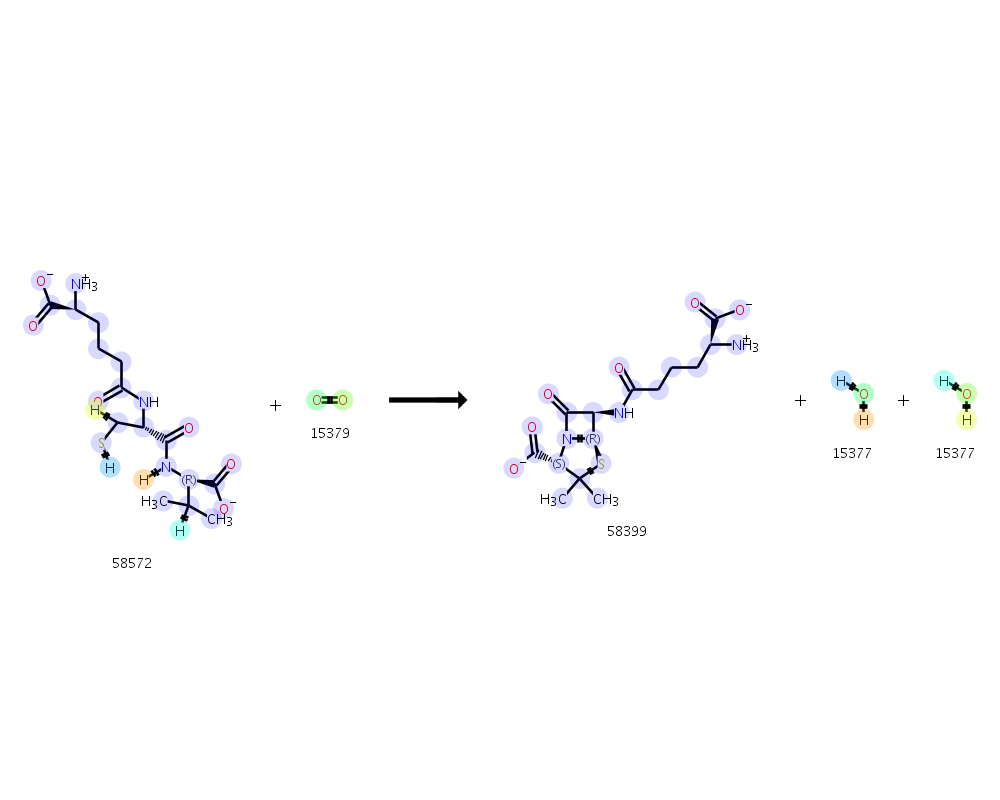 O⁻ NH₃⁺
O
O NH
H
S O
H H N (R) O
H₃C O⁻
CH₃
H
58572
+
O O
15379
O O⁻
NH₃⁺
O
O NH
O N (R)
O⁻ (S) S
H₃C CH₃
58399
+
H O
H
15377
+
H O
H
15377